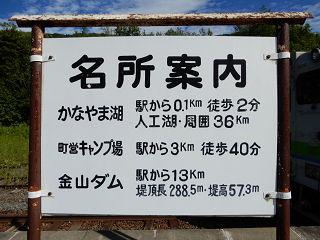 名所案内
かなやま湖 駅から0.1Km 徒歩2分
人工湖・周囲36Km
町営キャンプ場 駅から3Km 徒歩40分
金山ダム 駅から13Km
堤頂長288.5m・堤高57.3m